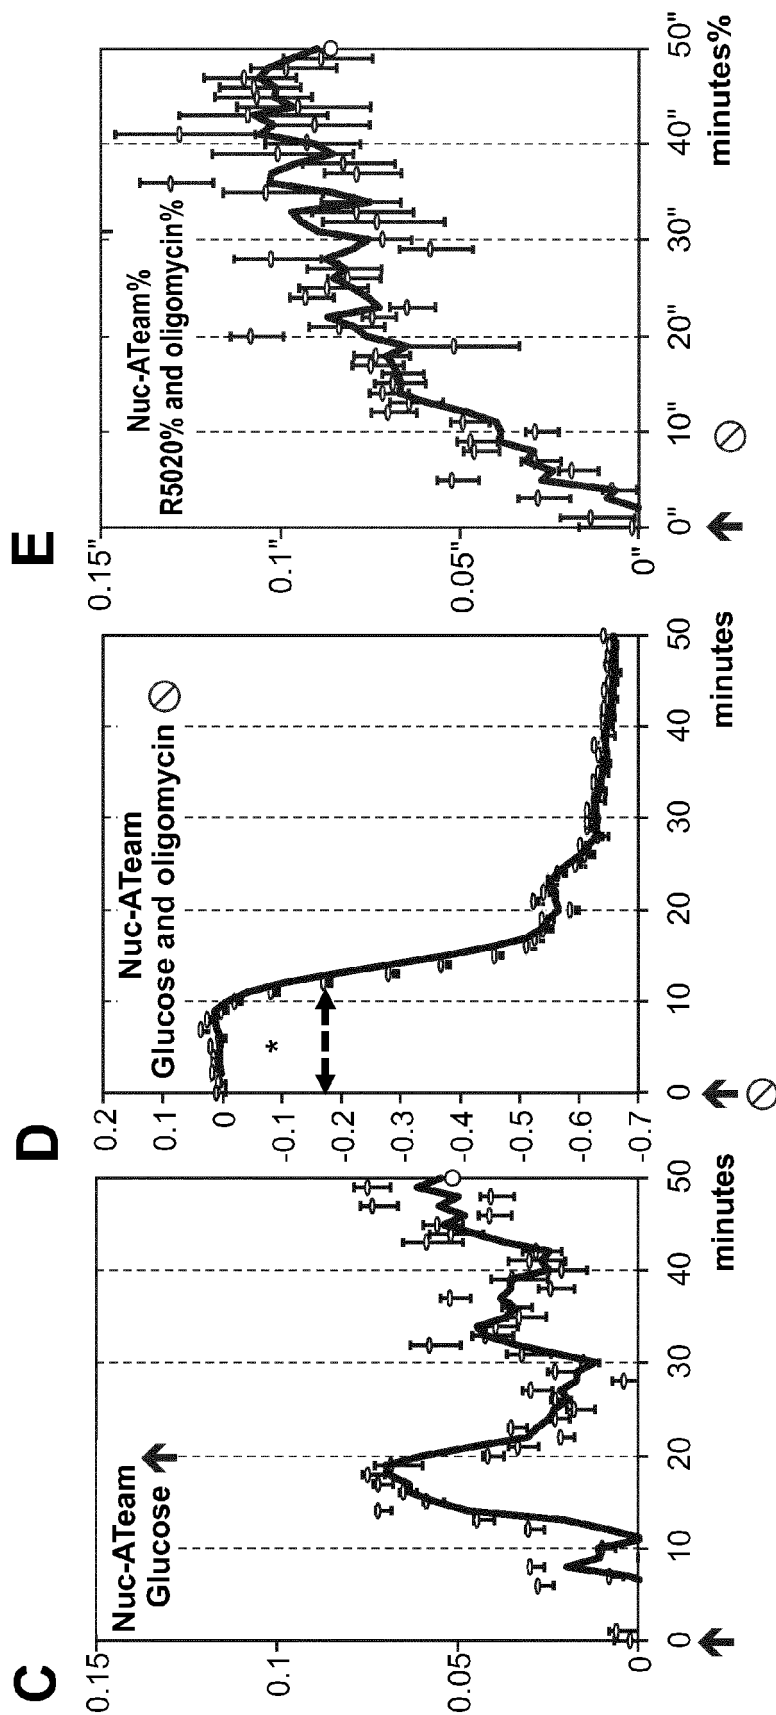 C
Nuc-ATeam
Glucose
0.15
0.1
0.05
0
0 10 20 30 40 50
minutes
D
Nuc-ATeam
Glucose and oligomycin
0.2
0.1
0
-0.1
-0.2
-0.3
-0.4
-0.5
-0.6
-0.7
*
0 10 20 30 40 50
minutes
E
Nuc-ATeam%
R5020% and oligomycin%
0.15"
0.1"
0.05"
0"
0" 10" 20" 30" 40" 50"
minutes%